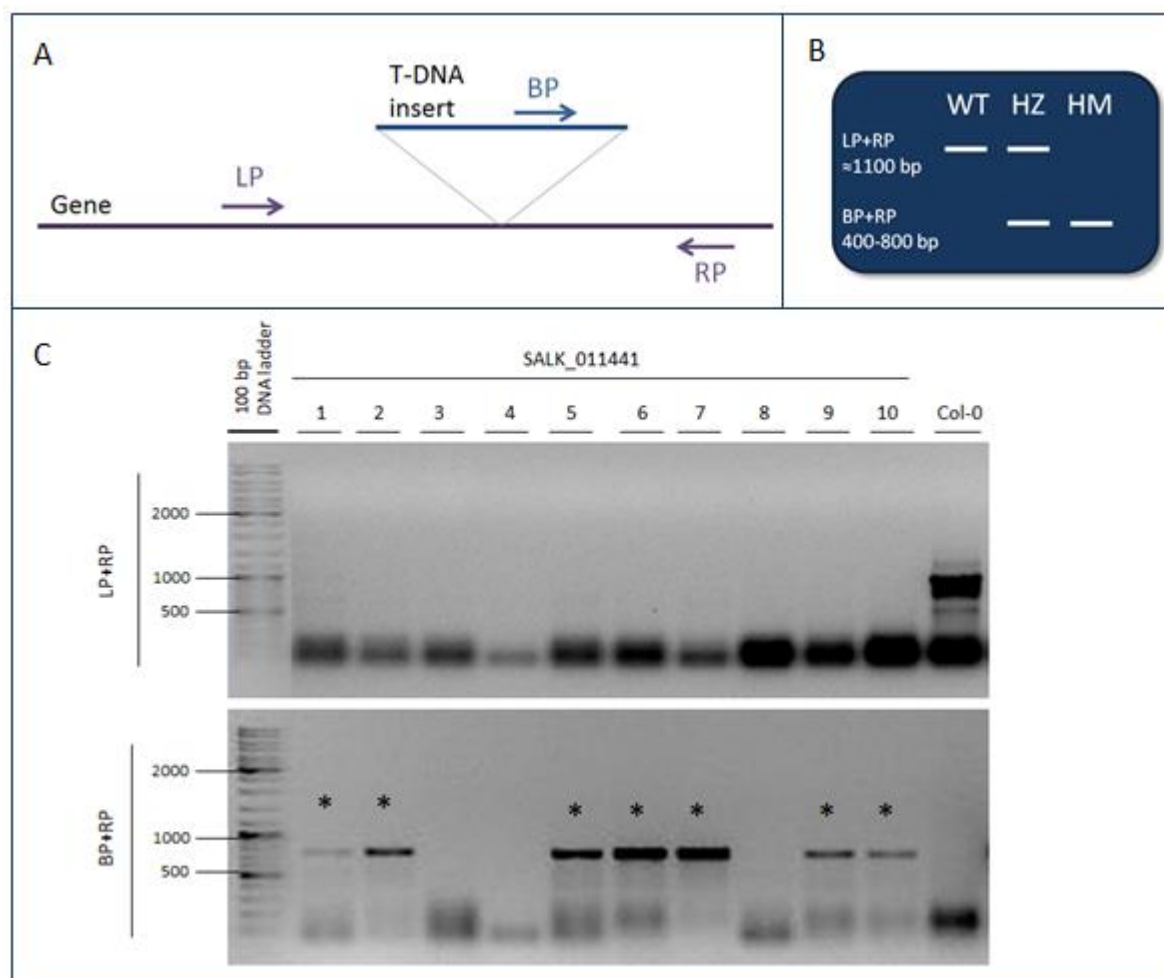 A
T-DNA
insert
BP
LP
Gene
RP
B
WT HZ HM
LP+RP
≈1100 bp
BP+RP
400-800 bp
C
100 bp
DNA ladder
SALK_011441
1 2 3 4 5 6 7 8 9 10 Col-0
LP+RP
2000
1000
500
BP+RP
2000
* *
* * *
* *
1000
500